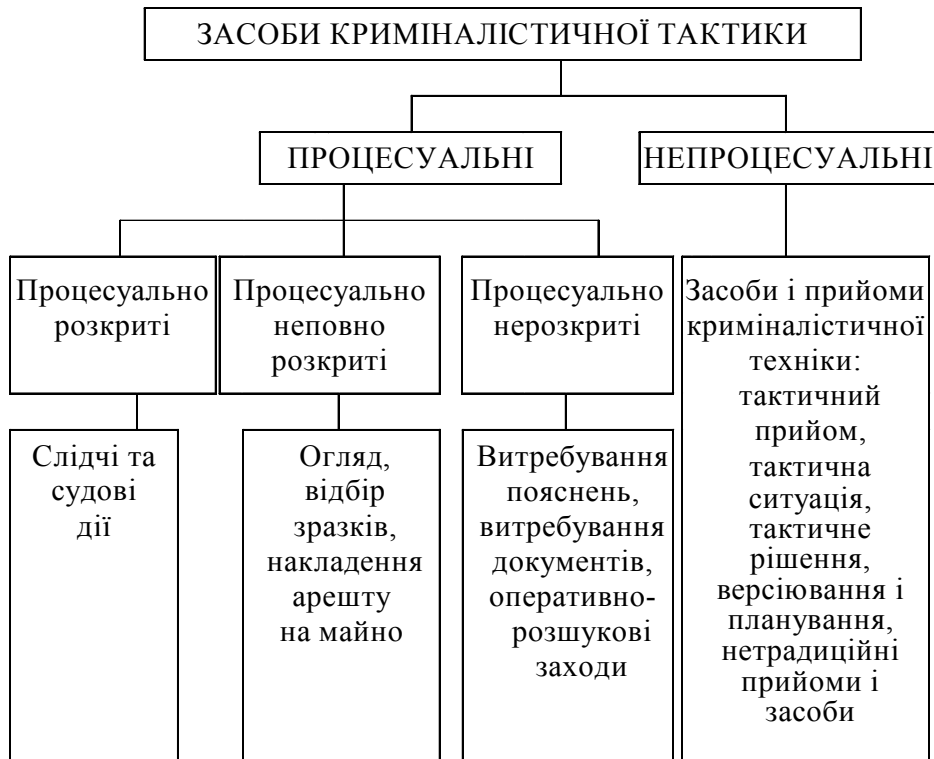 ЗАСОБИ КРИМІНАЛІСТИЧНОЇ ТАКТИКИ
ПРОЦЕСУАЛЬНІ
НЕПРОЦЕСУАЛЬНІ
Процесуально
розкриті
Процесуально
неповно
розкриті
Процесуально
нерозкриті
Засоби і прийоми
криміналістичної
техніки:
тактичний
прийом,
тактична
ситуація,
тактичне
рішення,
версіювання і
планування,
нетрадиційні
прийоми і
засоби
Слідчі та
судові
дії
Огляд,
відбір
зразків,
накладення
арешту
на майно
Витребування
пояснень,
витребування
документів,
оперативно-
розшукові
заходи